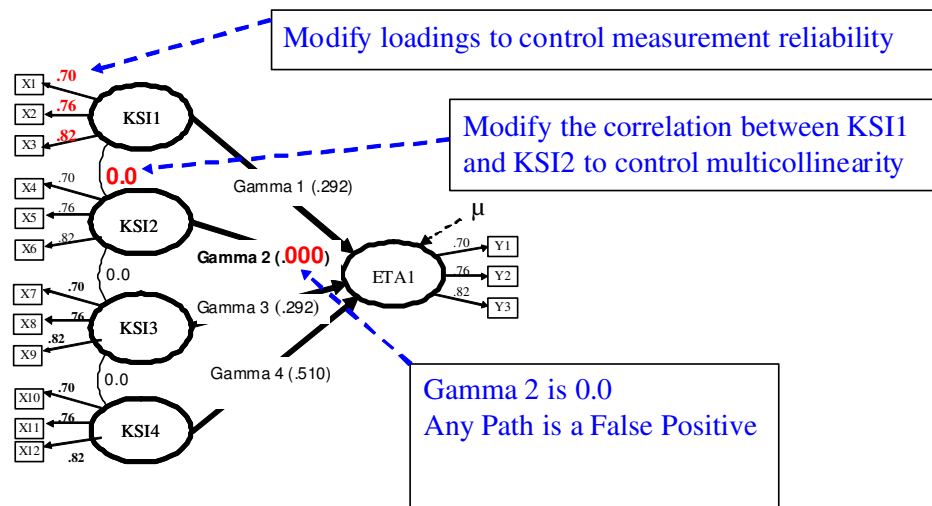 Modify loadings to control measurement reliability
X1
.70
X2
.76
X3
.82
KSI1
Modify the correlation between KSI1
and KSI2 to control multicollinearity
0.0
X4
.70
X5
.76
X6
.82
KSI2
Gamma 1 (.292)
Gamma 2 (.000)
μ
ETA1
.70
Y1
.76
Y2
.82
Y3
0.0
X7
.70
X8
.76
X9
.82
KSI3
Gamma 3 (.292)
Gamma 4 (.510)
0.0
X10
.70
X11
.76
X12
.82
KSI4
Gamma 2 is 0.0
Any Path is a False Positive